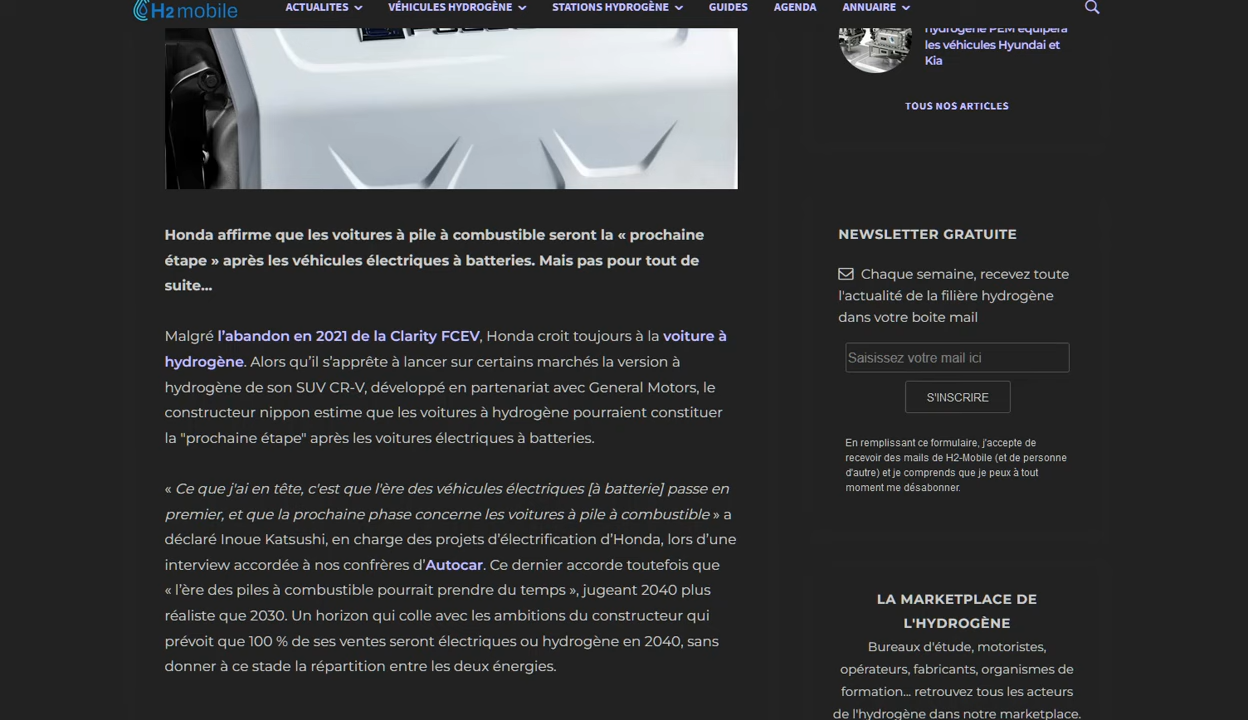 H2 mobile
ACTUALITES
VÉHICULES HYDROGÈNE
STATIONS HYDROGÈNE
GUIDES
AGENDA
ANNUAIRE
hydrogène PEM équipera
les véhicules Hyundai et
Kia
TOUS NOS ARTICLES
Honda affirme que les voitures à pile à combustible seront la « prochaine
étape » après les véhicules électriques à batteries. Mais pas pour tout de
suite...
Malgré l'abandon en 2021 de la Clarity FCEV, Honda croit toujours à la voiture à
hydrogène. Alors qu'il s'apprête à lancer sur certains marchés la version à
hydrogène de son SUV CR-V, développé en partenariat avec General Motors, le
constructeur nippon estime que les voitures à hydrogène pourraient constituer
la "prochaine étape" après les voitures électriques à batteries.
« Ce que j'ai en tête, c'est que l'ère des véhicules électriques [à batterie] passe en
premier, et que la prochaine phase concerne les voitures à pile à combustible » a
déclaré Inoue Katsushi, en charge des projets d'électrification d'Honda, lors d'une
interview accordée à nos confrères d'Autocar. Ce dernier accorde toutefois que
« l'ère des piles à combustible pourrait prendre du temps », jugeant 2040 plus
réaliste que 2030. Un horizon qui colle avec les ambitions du constructeur qui
prévoit que 100 % de ses ventes seront électriques ou hydrogène en 2040, sans
donner à ce stade la répartition entre les deux énergies.
NEWSLETTER GRATUITE
Chaque semaine, recevez toute
l'actualité de la filière hydrogène
dans votre boite mail
Saisissez votre mail ici
S'INSCRIRE
En remplissant ce formulaire, j'accepte de
recevoir des mails de H2-Mobile (et de personne
d'autre) et je comprends que je peux à tout
moment me désabonner.
LA MARKETPLACE DE
L'HYDROGÈNE
Bureaux d'étude, motoristes,
opérateurs, fabricants, organismes de
formation... retrouvez tous les acteurs
de l'hydrogène dans notre marketplace.